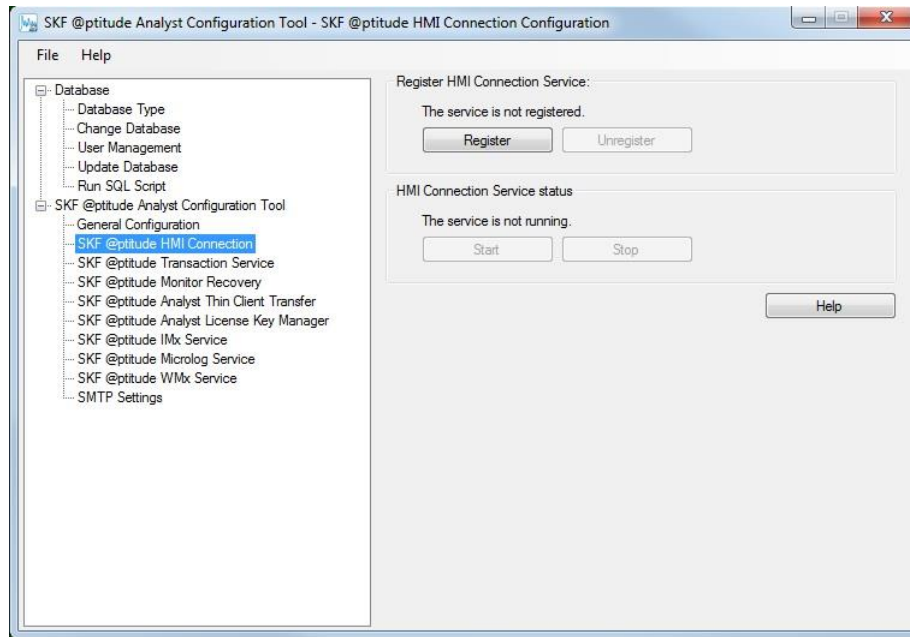 SKF @ptitude Analyst Configuration Tool - SKF @ptitude HMI Connection Configuration
File Help
Database
Database Type
Change Database
User Management
Update Database
Run SQL Script
SKF @ptitude Analyst Configuration Tool
General Configuration
SKF @ptitude HMI Connection
SKF @ptitude Transaction Service
SKF @ptitude Monitor Recovery
SKF @ptitude Analyst Thin Client Transfer
SKF @ptitude Analyst License Key Manager
SKF @ptitude IMx Service
SKF @ptitude Microlog Service
SKF @ptitude WMx Service
SMTP Settings
Register HMI Connection Service:
The service is not registered.
Register Unregister
HMI Connection Service status
The service is not running.
Start Stop
Help